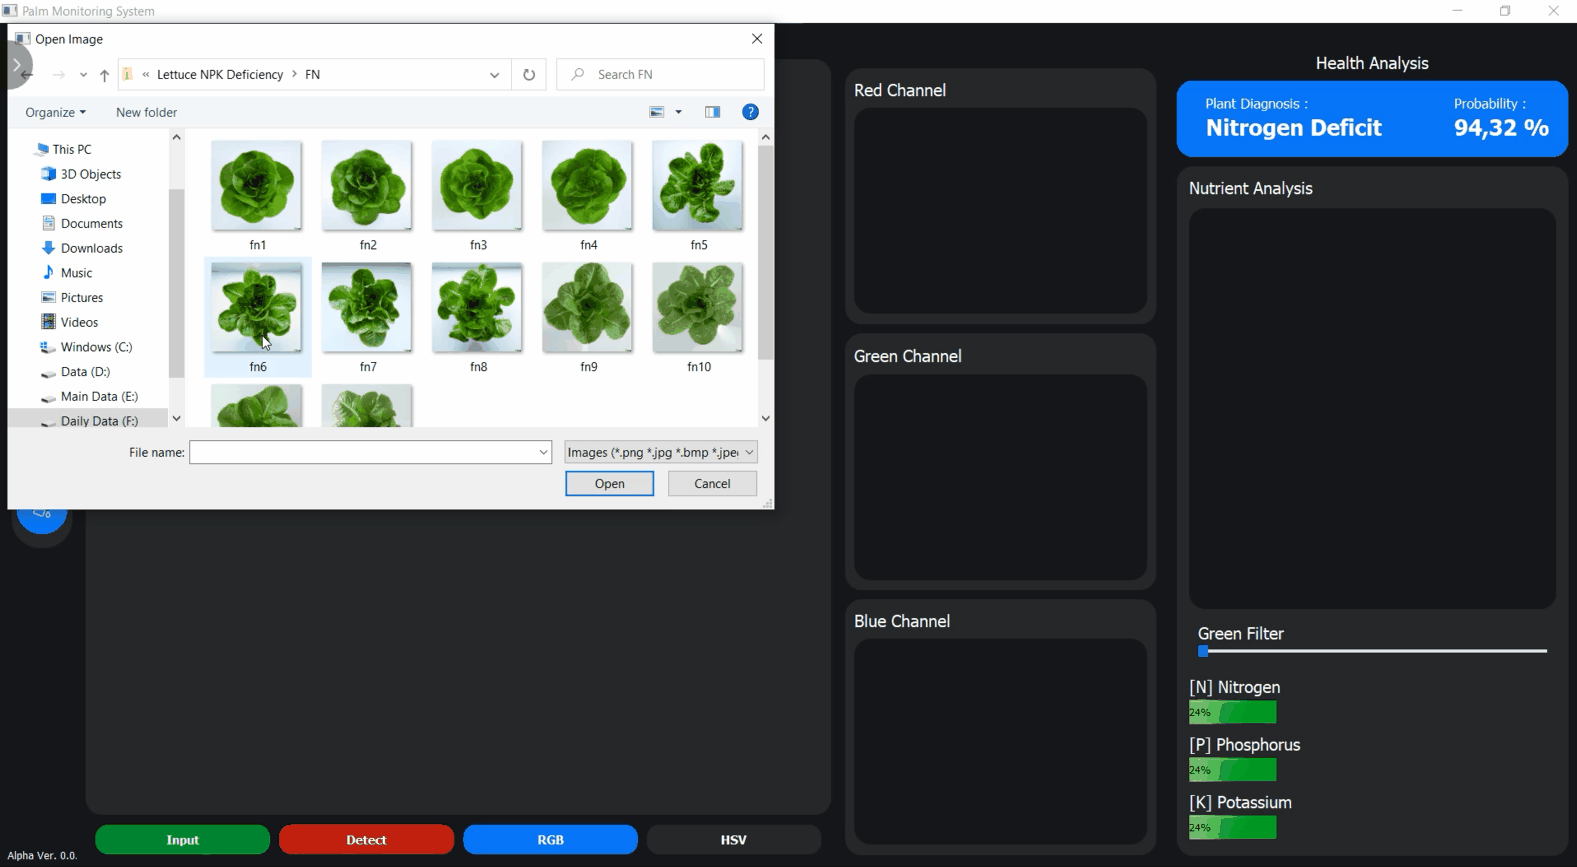 Palm Monitoring System
Open Image
« Lettuce NPK Deficiency > FN
Search FN
Organize
New folder
This PC
3D Objects
Desktop
Documents
Downloads
Music
Pictures
Videos
Windows (C:)
Data (D:)
Main Data (E:)
Daily Data (F:)
fn1
fn2
fn3
fn4
fn5
fn6
fn7
fn8
fn9
fn10
File name:
Images (*.png *.jpg *.bmp *.jpe
Open
Cancel
Red Channel
Green Channel
Blue Channel
Health Analysis
Plant Diagnosis :
Nitrogen Deficit
Probability :
94,32 %
Nutrient Analysis
Green Filter
[N] Nitrogen
24%
[P] Phosphorus
24%
[K] Potassium
24%
Input
Detect
RGB
HSV
Alpha Ver. 0.0.